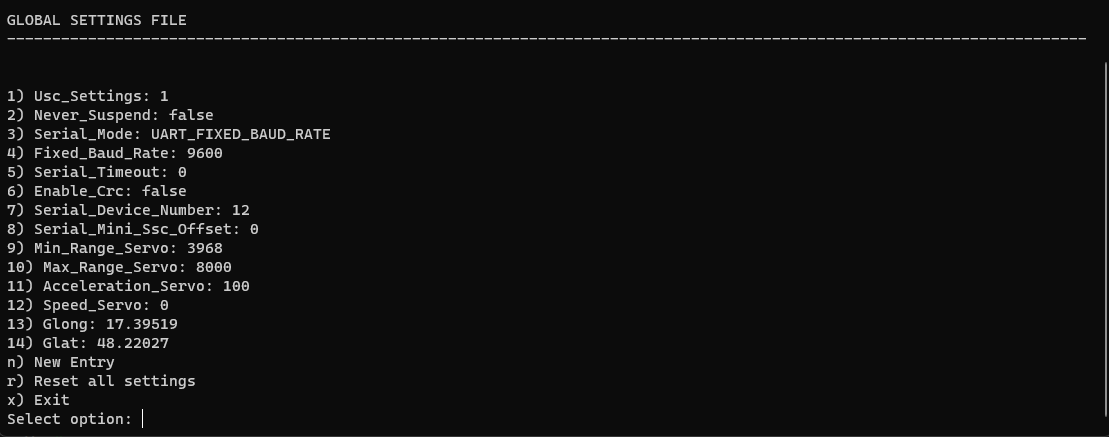 GLOBAL SETTINGS FILE
------------------------------------------------------------------------------------------------------------------------
1) Usc_Settings: 1
2) Never_Suspend: false
3) Serial_Mode: UART_FIXED_BAUD_RATE
4) Fixed_Baud_Rate: 9600
5) Serial_Timeout: 0
6) Enable_Crc: false
7) Serial_Device_Number: 12
8) Serial_Mini_Ssc_Offset: 0
9) Min_Range_Servo: 3968
10) Max_Range_Servo: 8000
11) Acceleration_Servo: 100
12) Speed_Servo: 0
13) Glong: 17.39519
14) Glat: 48.22027
n) New Entry
r) Reset all settings
x) Exit
Select option: